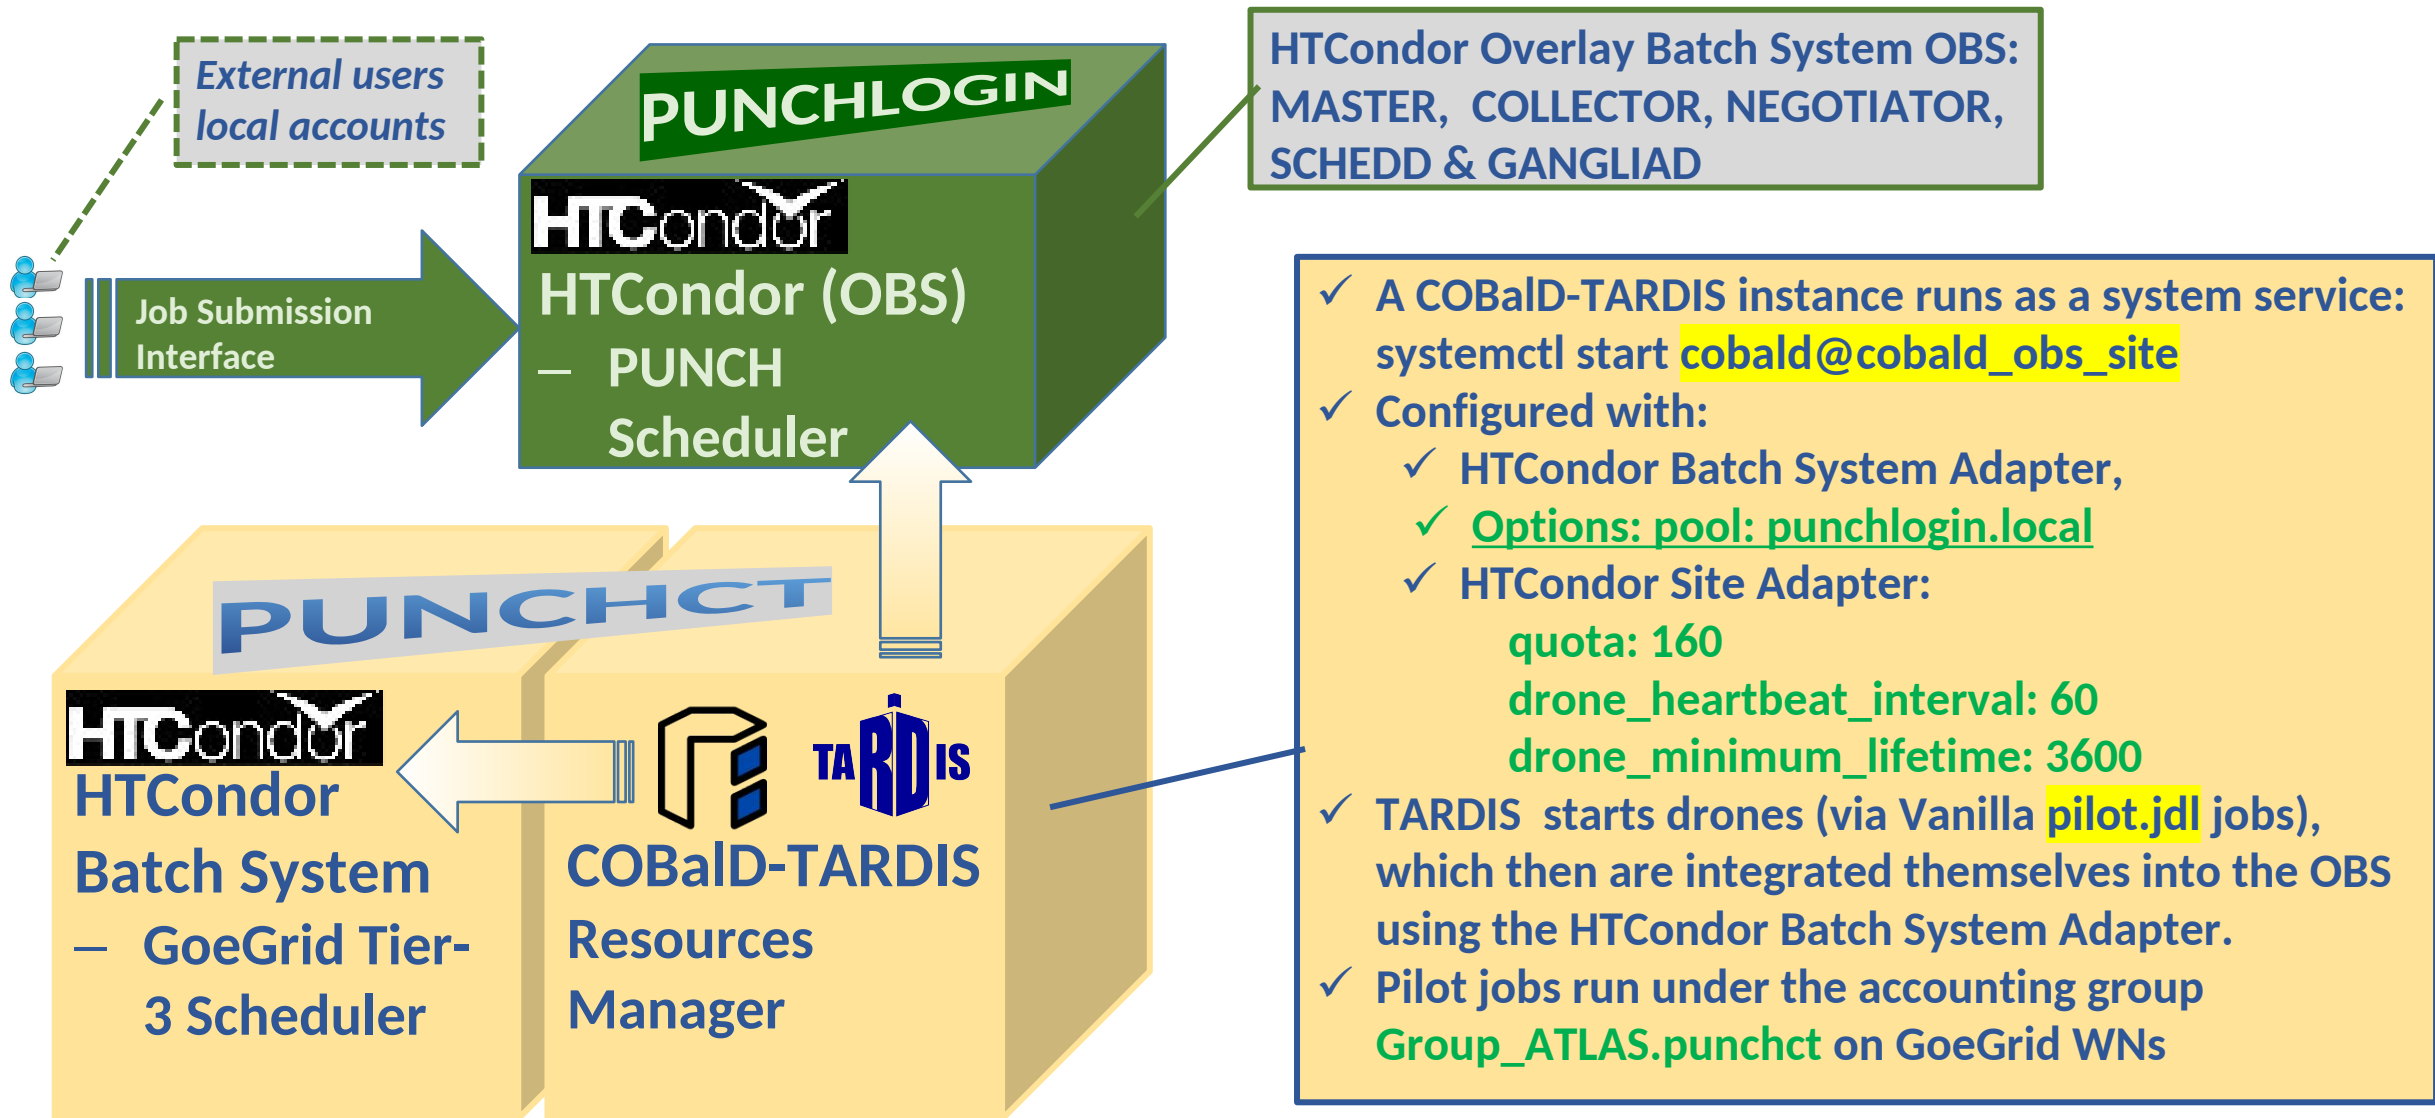 External users
local accounts
PUNCHLOGIN
HTCondor Overlay Batch System OBS:
MASTER,  COLLECTOR, NEGOTIATOR,
SCHEDD & GANGLIAD
HTCondor
HTCondor (OBS)
– PUNCH
Scheduler
Job Submission
Interface
✓ A COBalD-TARDIS instance runs as a system service:
systemctl start cobald@cobald_obs_site
✓ Configured with:
✓ HTCondor Batch System Adapter,
✓ Options: pool: punchlogin.local
✓ HTCondor Site Adapter:
quota: 160
drone_heartbeat_interval: 60
drone_minimum_lifetime: 3600
✓ TARDIS  starts drones (via Vanilla pilot.jdl jobs),
which then are integrated themselves into the OBS
using the HTCondor Batch System Adapter.
✓ Pilot jobs run under the accounting group
Group_ATLAS.punchct on GoeGrid WNs
PUNCHCT
HTCondor
HTCondor
Batch System
– GoeGrid Tier-
3 Scheduler
TARDIS
COBalD-TARDIS
Resources
Manager